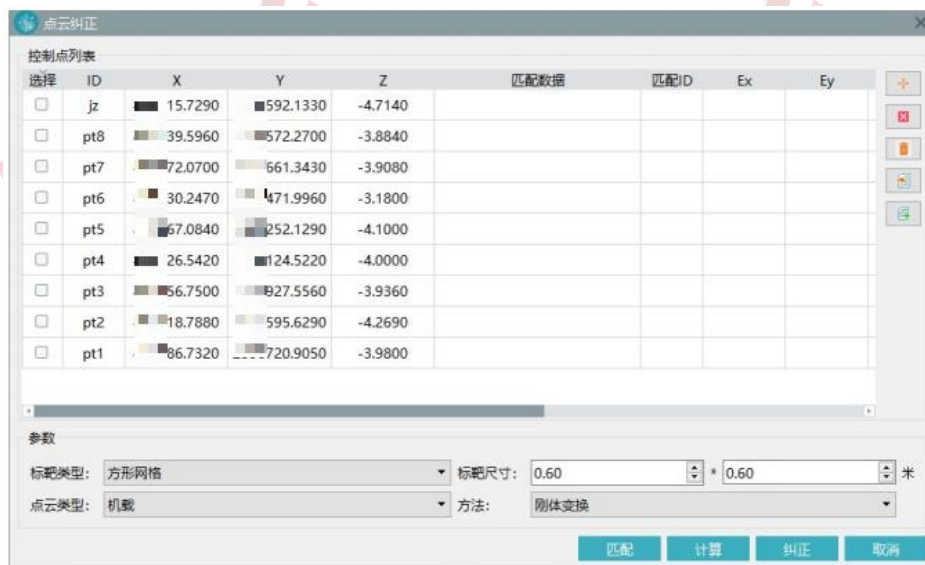 点云纠正
控制点列表
选择 ID X Y Z 匹配数据 匹配ID Ex Ey
jz 15.7290 592.1330 -4.7140
pt8 39.5960 572.2700 -3.8840
pt7 72.0700 661.3430 -3.9080
pt6 30.2470 471.9960 -3.1800
pt5 67.0840 252.1290 -4.1000
pt4 26.5420 124.5220 -4.0000
pt3 56.7500 927.5560 -3.9360
pt2 18.7880 595.6290 -4.2690
pt1 86.7320 720.9050 -3.9800
参数
标靶类型: 方形网格 标靶尺寸: 0.60 * 0.60 米
点云类型: 机载 方法: 刚体变换
匹配 计算 纠正 取消